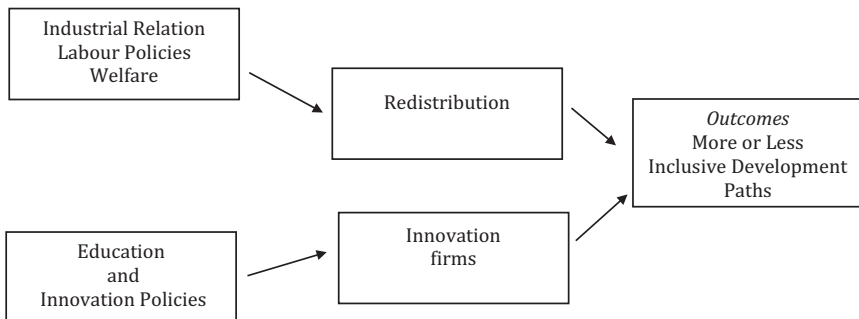 Industrial Relation
Labour Policies
Welfare
Redistribution
Outcomes
More or Less
Inclusive Development
Paths
Education
and
Innovation Policies
Innovation
firms